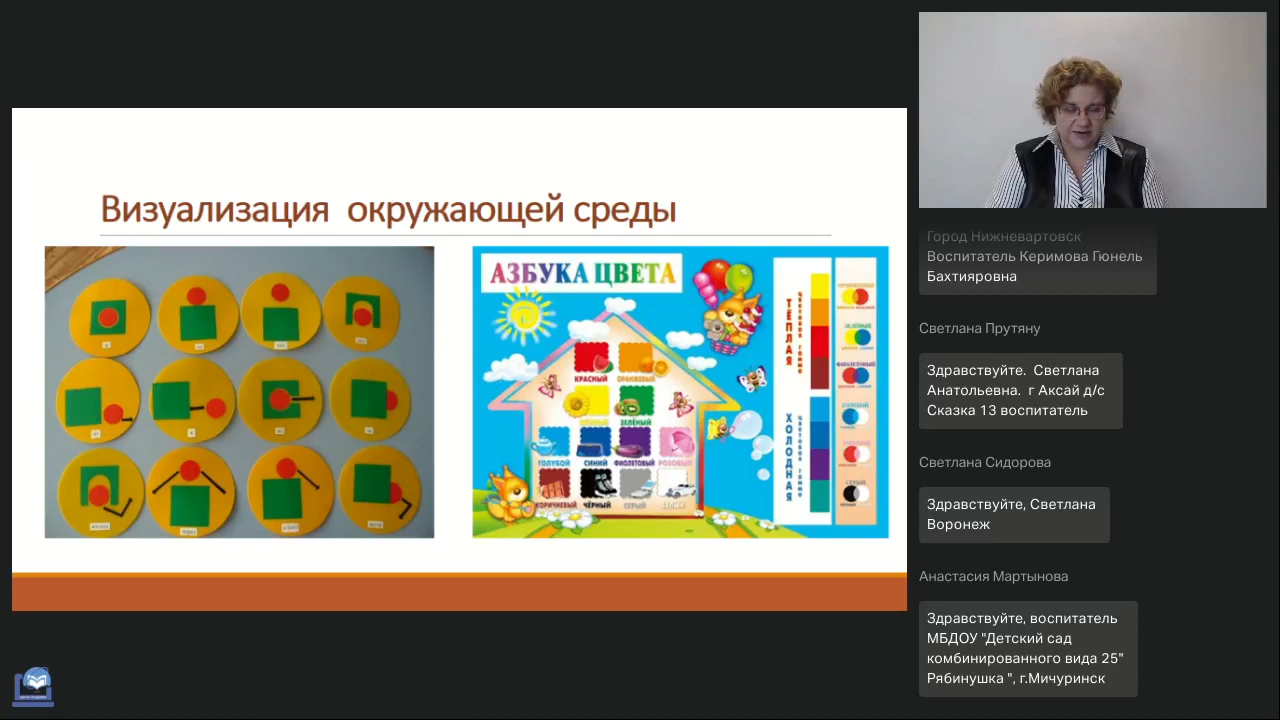 Визуализация окружающей среды
АЗБУКА ЦВЕТА
КРАСНЫЙ
ОРАНЖЕВЫЙ
ЗЕЛЁНЫЙ
ГОЛУБОЙ
СИНИЙ
ФИОЛЕТОВЫЙ
РОЗОВЫЙ
КОРИЧНЕВЫЙ
ЧЁРНЫЙ
СЕРЫЙ
ТЁПЛАЯ
ХОЛОДНАЯ
Город Нижневартовск
Воспитатель Керимова Гюнель
Бахтияровна
Светлана Прутяну
Здравствуйте. Светлана
Анатольевна. г Аксай д/с
Сказка 13 воспитатель
Светлана Сидорова
Здравствуйте, Светлана
Воронеж
Анастасия Мартынова
Здравствуйте, воспитатель
МБДОУ "Детский сад
комбинированного вида 25"
Рябинушка ", г.Мичуринск